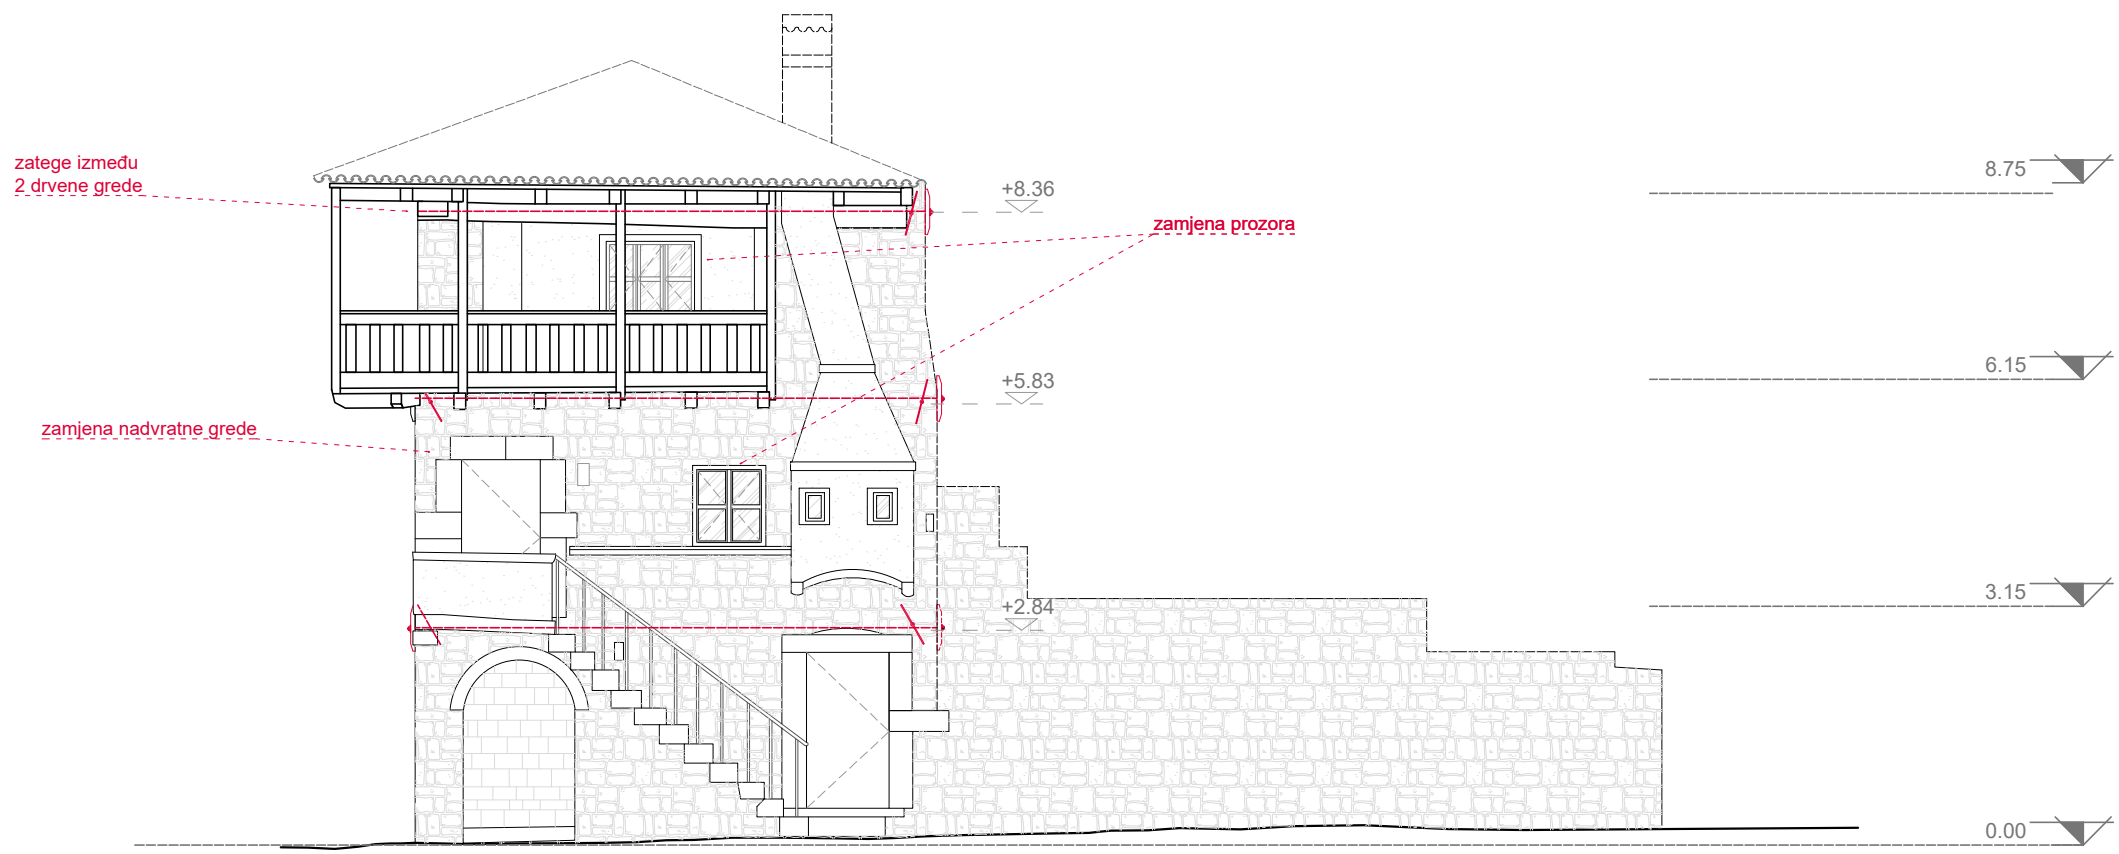 zatege između
2 drvene grede
+8.36
8.75
zamjena prozora
+5.83
6.15
zamjena nadvratne grede
+2.84
3.15
0.00